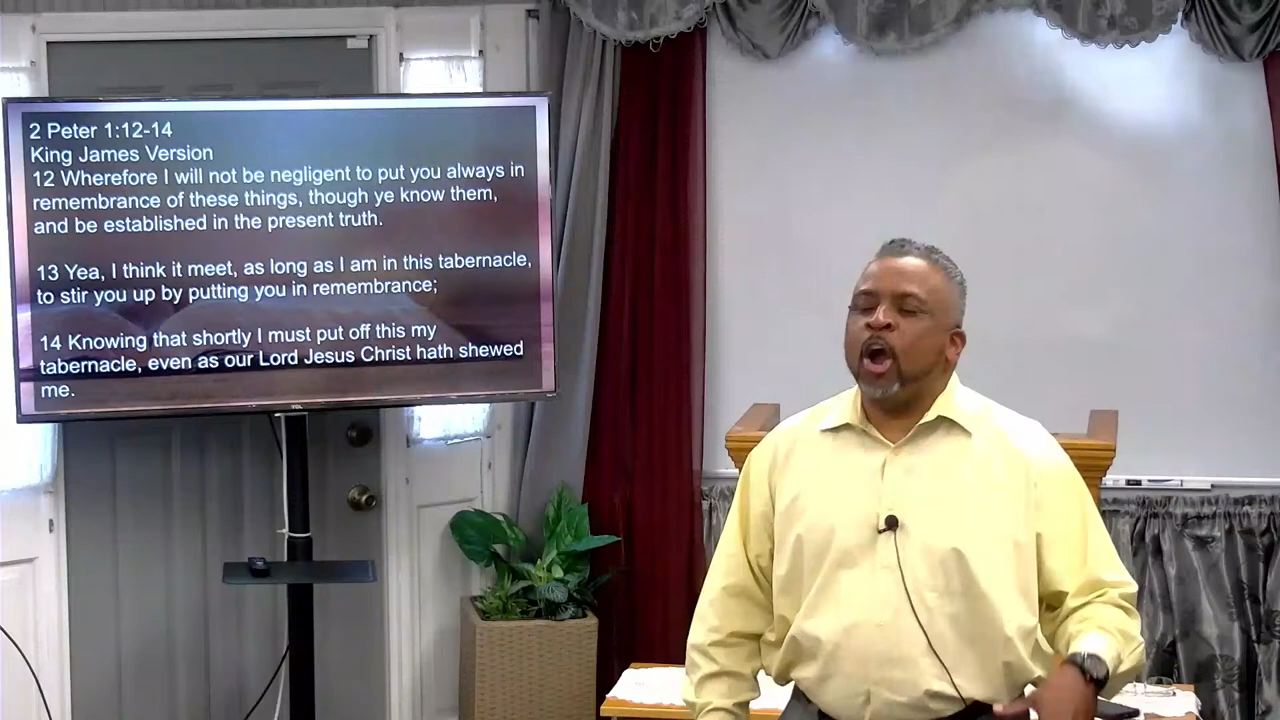 2 Peter 1:12-14
King James Version
12 Wherefore I will not be negligent to put you always in
remembrance of these things, though ye know them,
and be established in the present truth.
13 Yea, I think it meet, as long as I am in this tabernacle,
to stir you up by putting you in remembrance;
14 Knowing that shortly I must put off this my
tabernacle, even as our Lord Jesus Christ hath shewed
me.
TCL